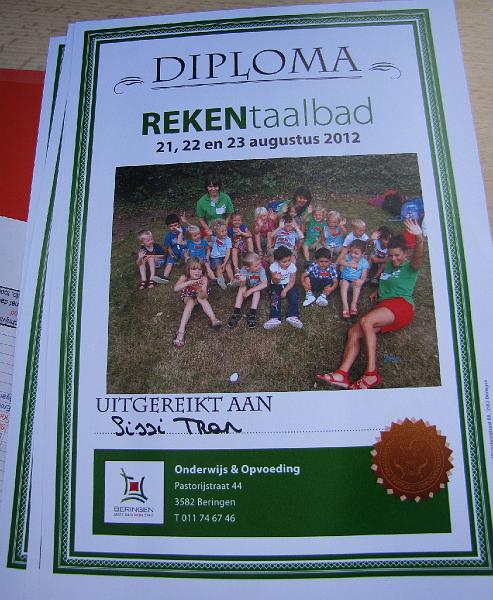 DIPLOMA
REKENtaalbad
21, 22 en 23 augustus 2012
UITGEREIKT AAN
Sissi Tran
Onderwijs & Opvoeding
Pastorijstraat 44
3582 Beringen
T 011 74 67 46
BERINGEN